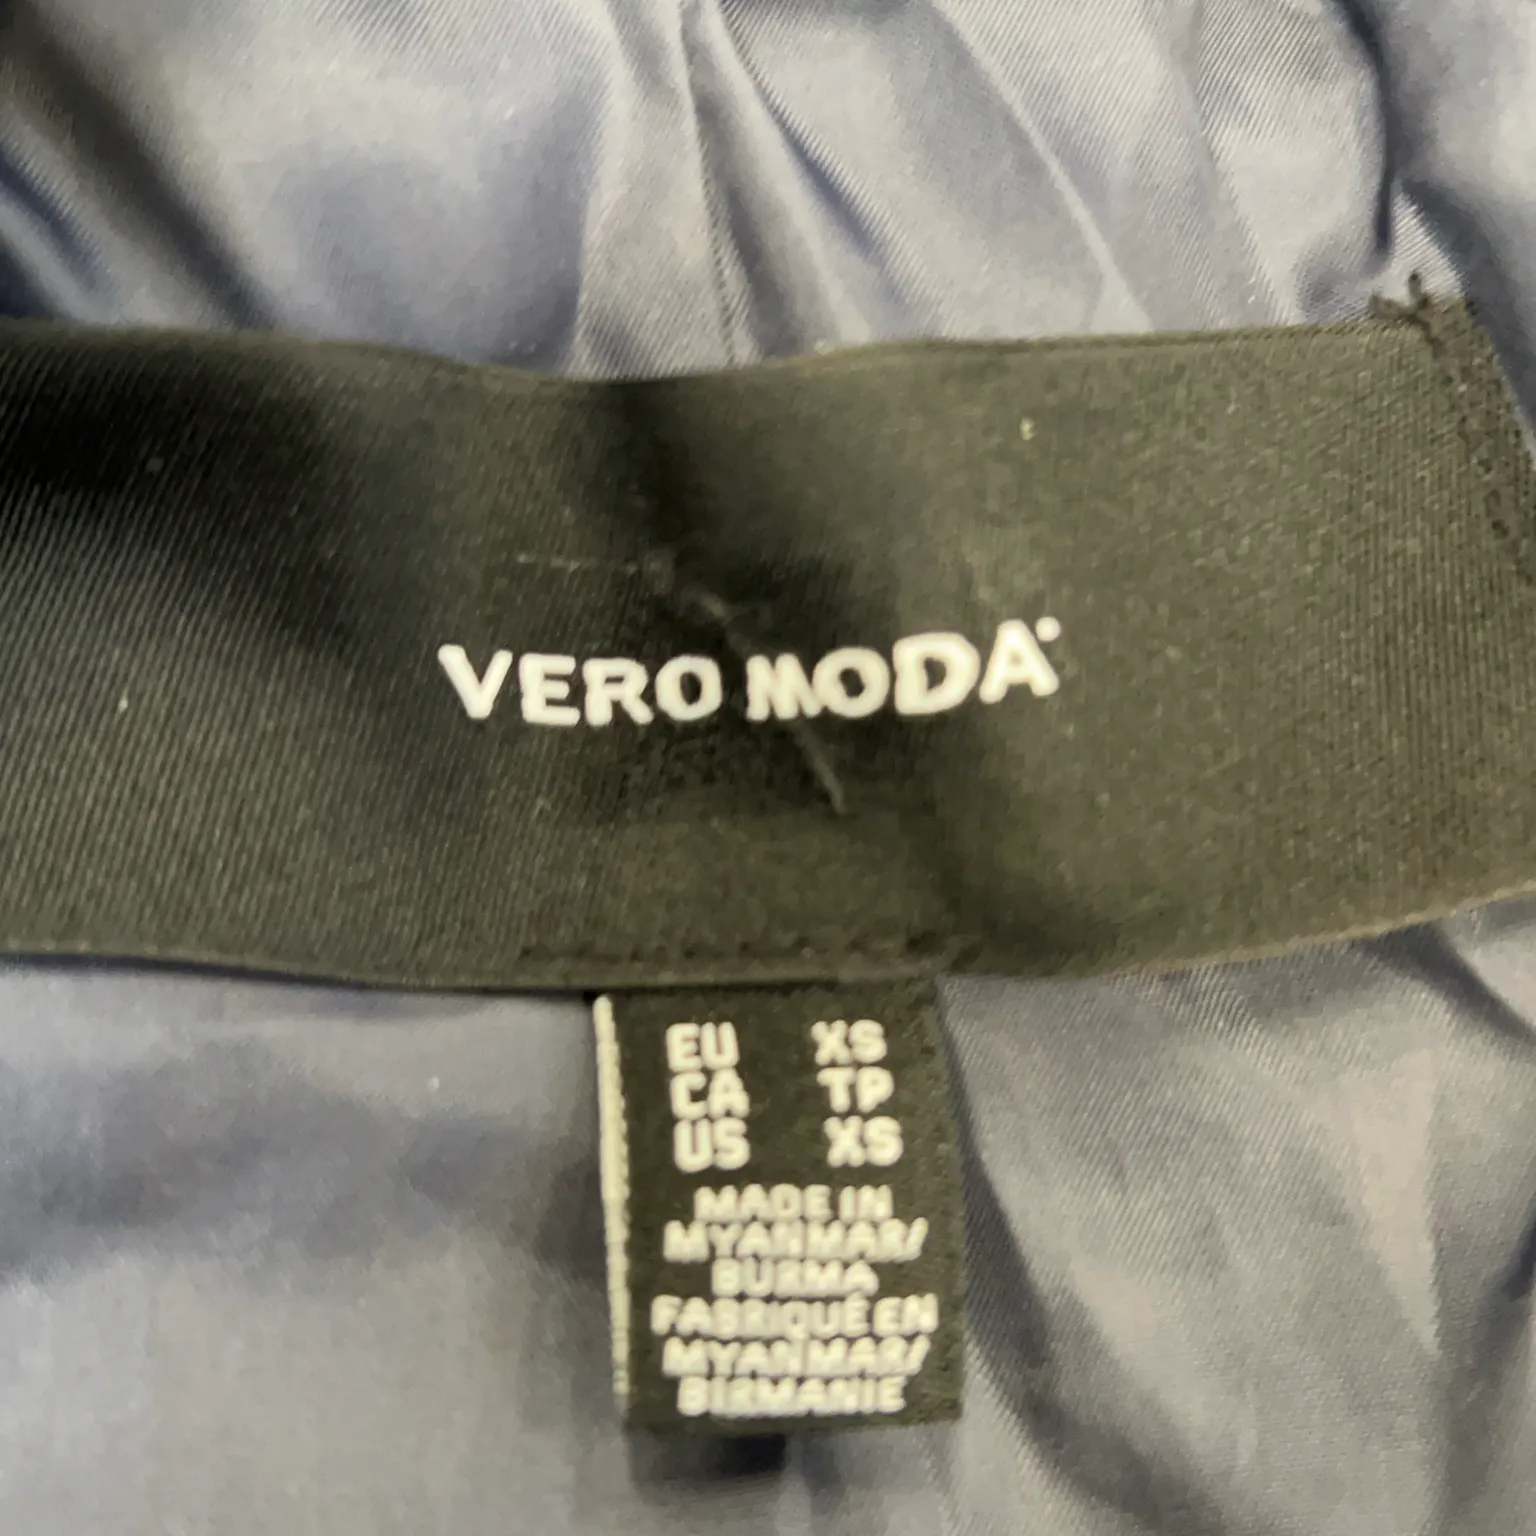 VERO MODA
EU XS
CA TP
US XS
MADE IN
MYANMAR/
BURMA
FABRIQUÉ EN
MYANMAR/
BIRMANIE